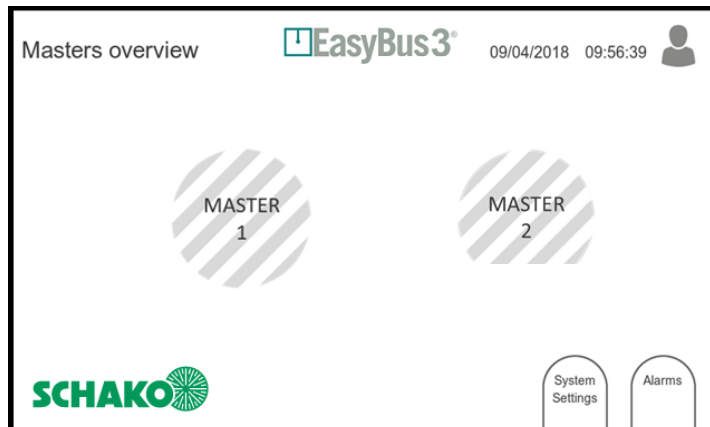 Masters overview
EasyBus3®
09/04/2018 09:56:39
MASTER
1
MASTER
2
SCHAKO
System
Settings
Alarms